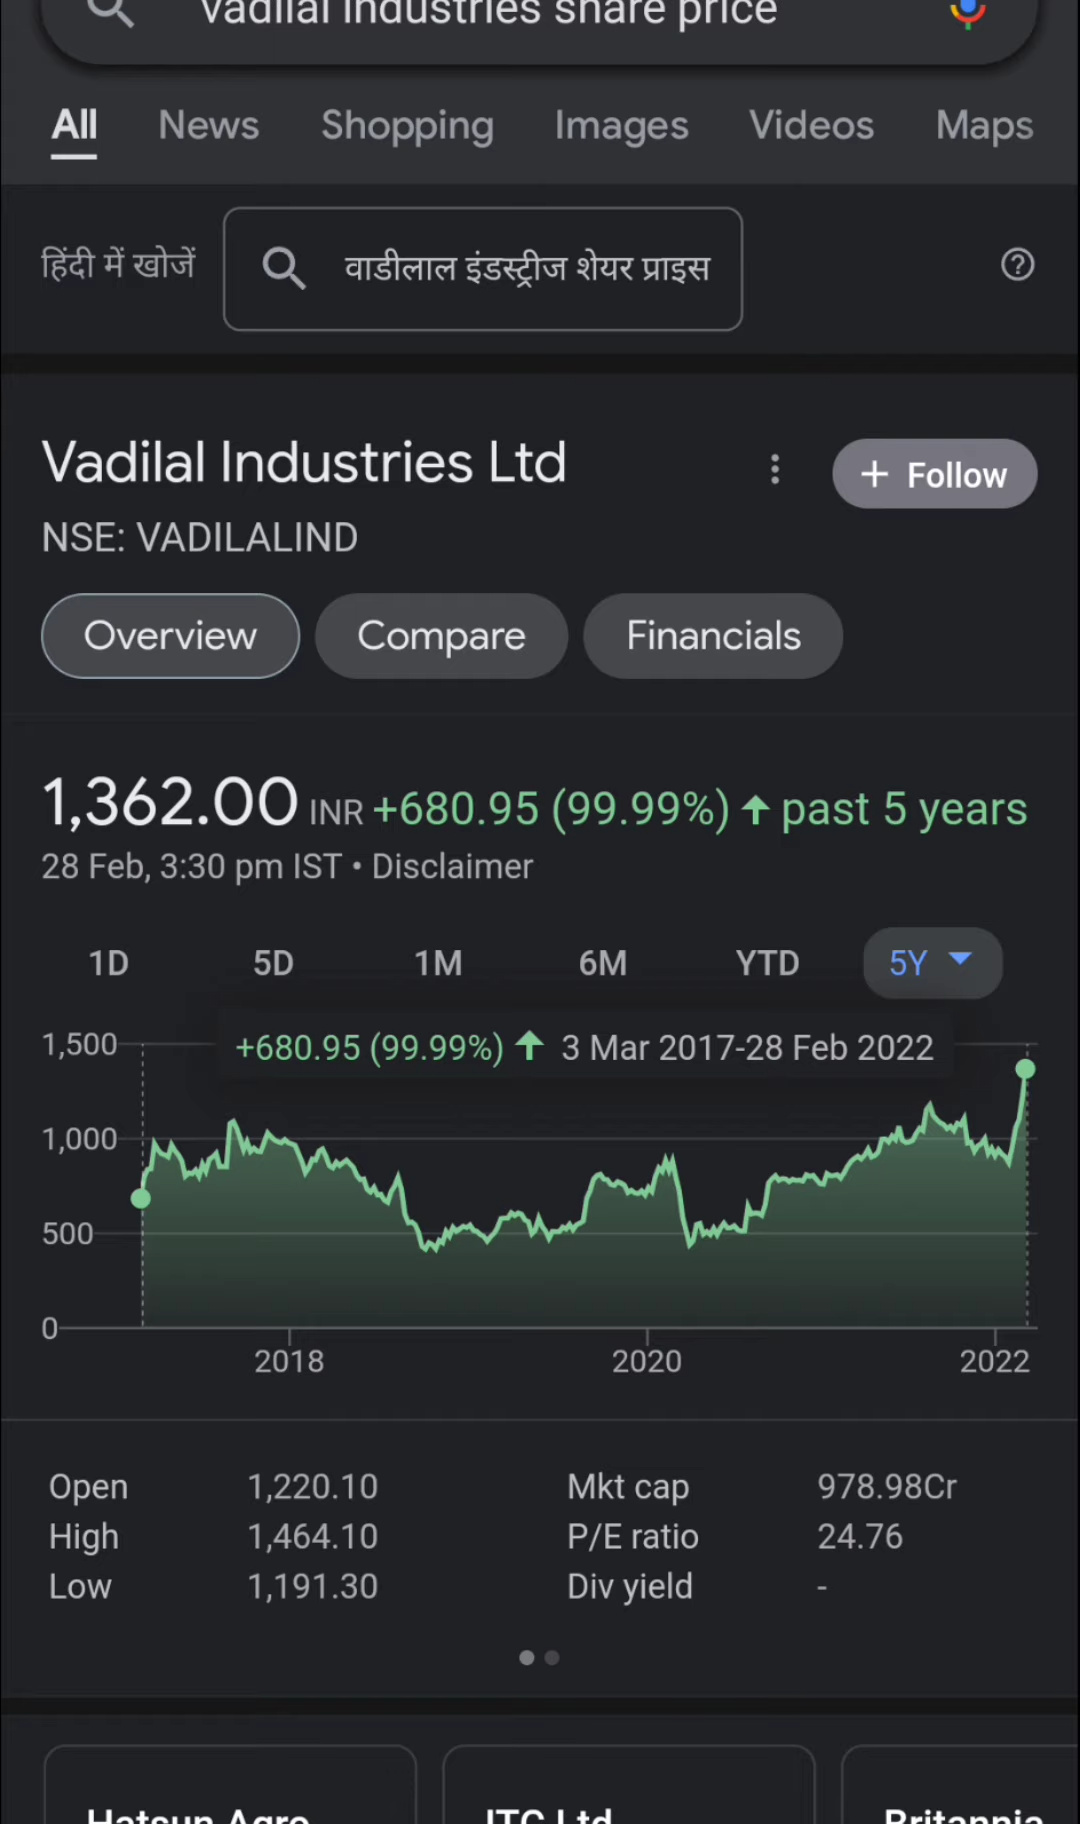 vadilal industries share price
All News Shopping Images Videos Maps
हिंदी में खोजें वाडीलाल इंडस्ट्रीज शेयर प्राइस
Vadilal Industries Ltd
+ Follow
NSE: VADILALIND
Overview Compare Financials
1,362.00 INR +680.95 (99.99%) ↑ past 5 years
28 Feb, 3:30 pm IST • Disclaimer
1D 5D 1M 6M YTD 5Y
+680.95 (99.99%) ↑ 3 Mar 2017-28 Feb 2022
1,500
1,000
500
0
2018 2020 2022
Open 1,220.10 Mkt cap 978.98Cr
High 1,464.10 P/E ratio 24.76
Low 1,191.30 Div yield -
Hatsun Agro ITC Ltd Britannia